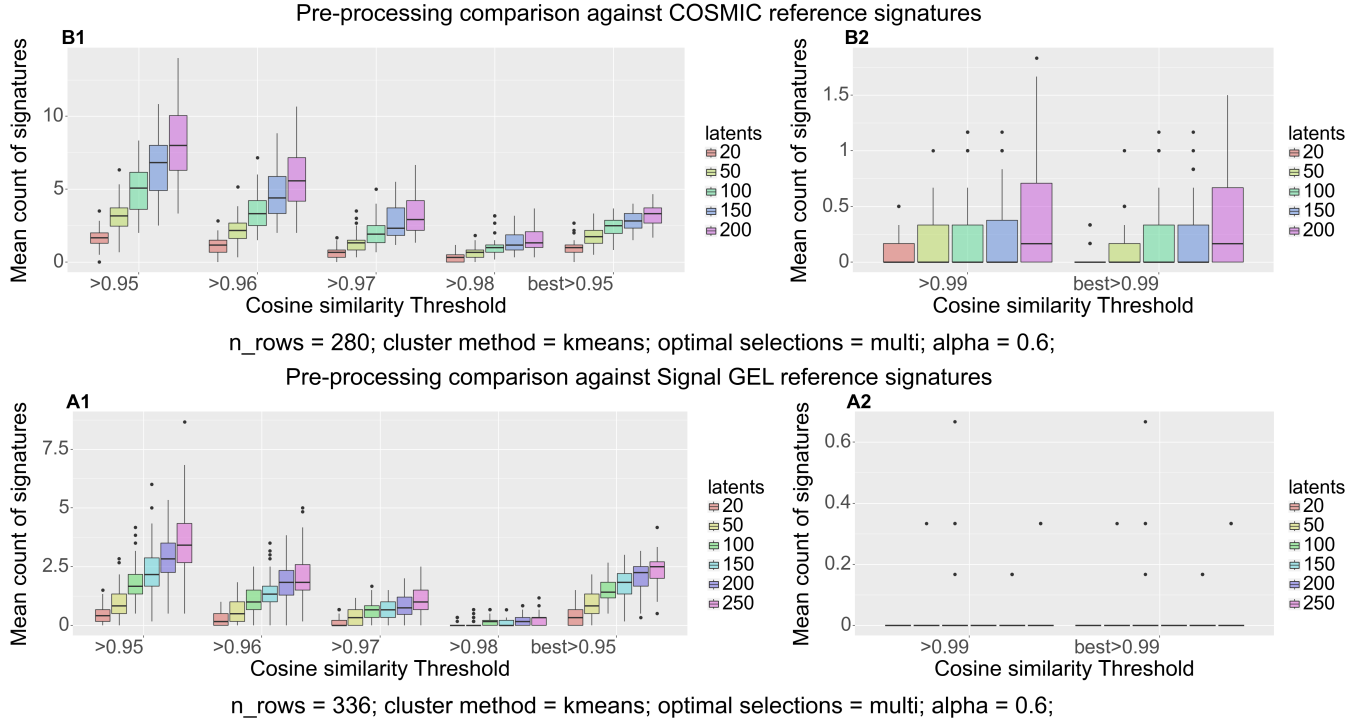 Pre-processing comparison against COSMIC reference signatures
B1
Mean count of signatures
10
5
0
>0.95
>0.96
>0.97
>0.98
best>0.95
Cosine similarity Threshold
latents
20
50
100
150
200
B2
Mean count of signatures
1.5
1
0.5
0
>0.99
best>0.99
Cosine similarity Threshold
latents
20
50
100
150
200
n_rows = 280; cluster method = kmeans; optimal selections = multi; alpha = 0.6;
Pre-processing comparison against Signal GEL reference signatures
A1
Mean count of signatures
7.5
5
2.5
0
>0.95
>0.96
>0.97
>0.98
best>0.95
Cosine similarity Threshold
latents
20
50
100
150
200
250
A2
Mean count of signatures
0.6
0.4
0.2
0
>0.99
best>0.99
Cosine similarity Threshold
latents
20
50
100
150
200
250
n_rows = 336; cluster method = kmeans; optimal selections = multi; alpha = 0.6;